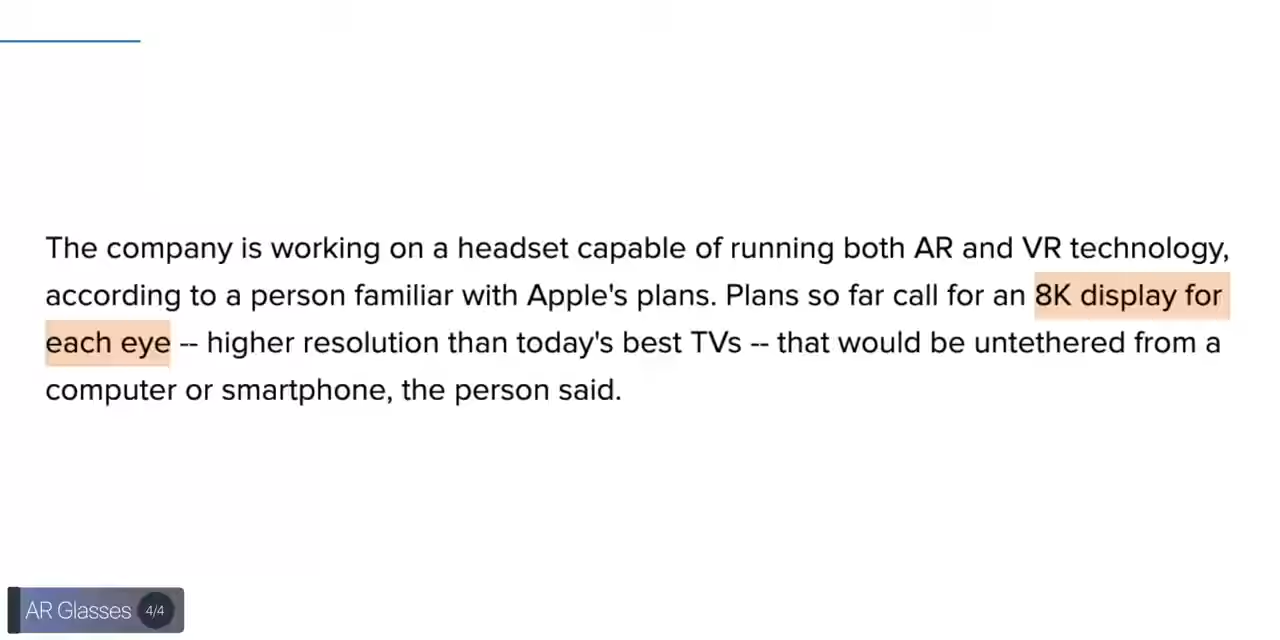 The company is working on a headset capable of running both AR and VR technology,
according to a person familiar with Apple's plans. Plans so far call for an 8K display for
each eye -- higher resolution than today's best TVs -- that would be untethered from a
computer or smartphone, the person said.
AR Glasses 4/4